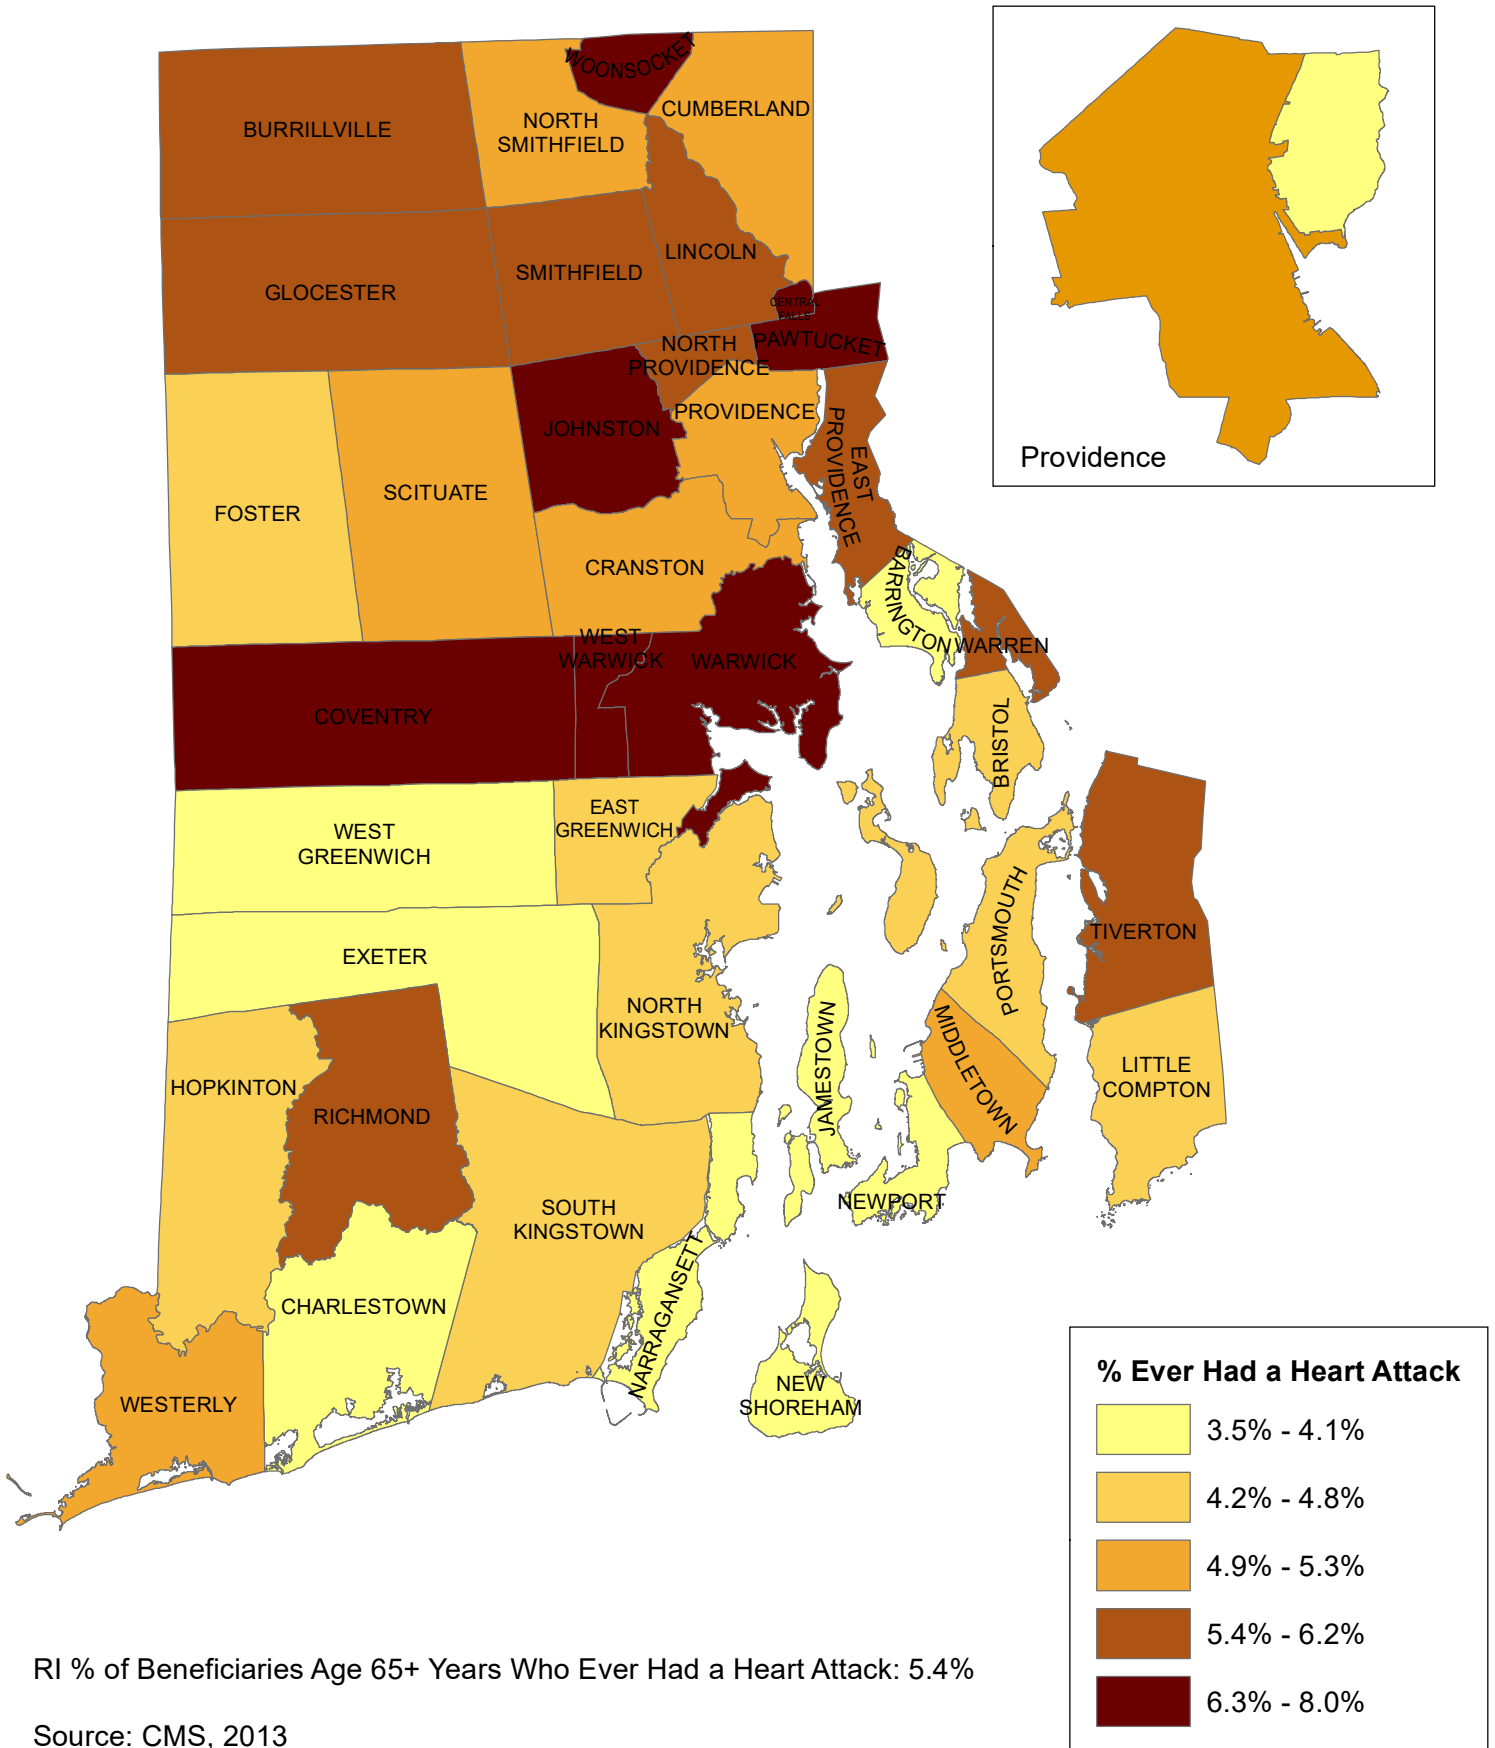 WOONSOCKET
BURRILLVILLE
NORTH
SMITHFIELD
CUMBERLAND
GLOCESTER
SMITHFIELD
LINCOLN
CENTRAL
FALLS
NORTH
PROVIDENCE
PAWTUCKET
FOSTER
SCITUATE
JOHNSTON
PROVIDENCE
EAST
PROVIDENCE
CRANSTON
BARRINGTON
WARREN
WEST
WARWICK
WARWICK
COVENTRY
BRISTOL
WEST
GREENWICH
EAST
GREENWICH
PORTSMOUTH
TIVERTON
EXETER
NORTH
KINGSTOWN
JAMESTOWN
MIDDLETOWN
LITTLE
COMPTON
HOPKINTON
RICHMOND
SOUTH
KINGSTOWN
NEWPORT
CHARLESTOWN
NARRAGANSETT
NEW
SHOREHAM
WESTERLY
Providence
% Ever Had a Heart Attack
3.5% - 4.1%
4.2% - 4.8%
4.9% - 5.3%
5.4% - 6.2%
6.3% - 8.0%
RI % of Beneficiaries Age 65+ Years Who Ever Had a Heart Attack: 5.4%
Source: CMS, 2013